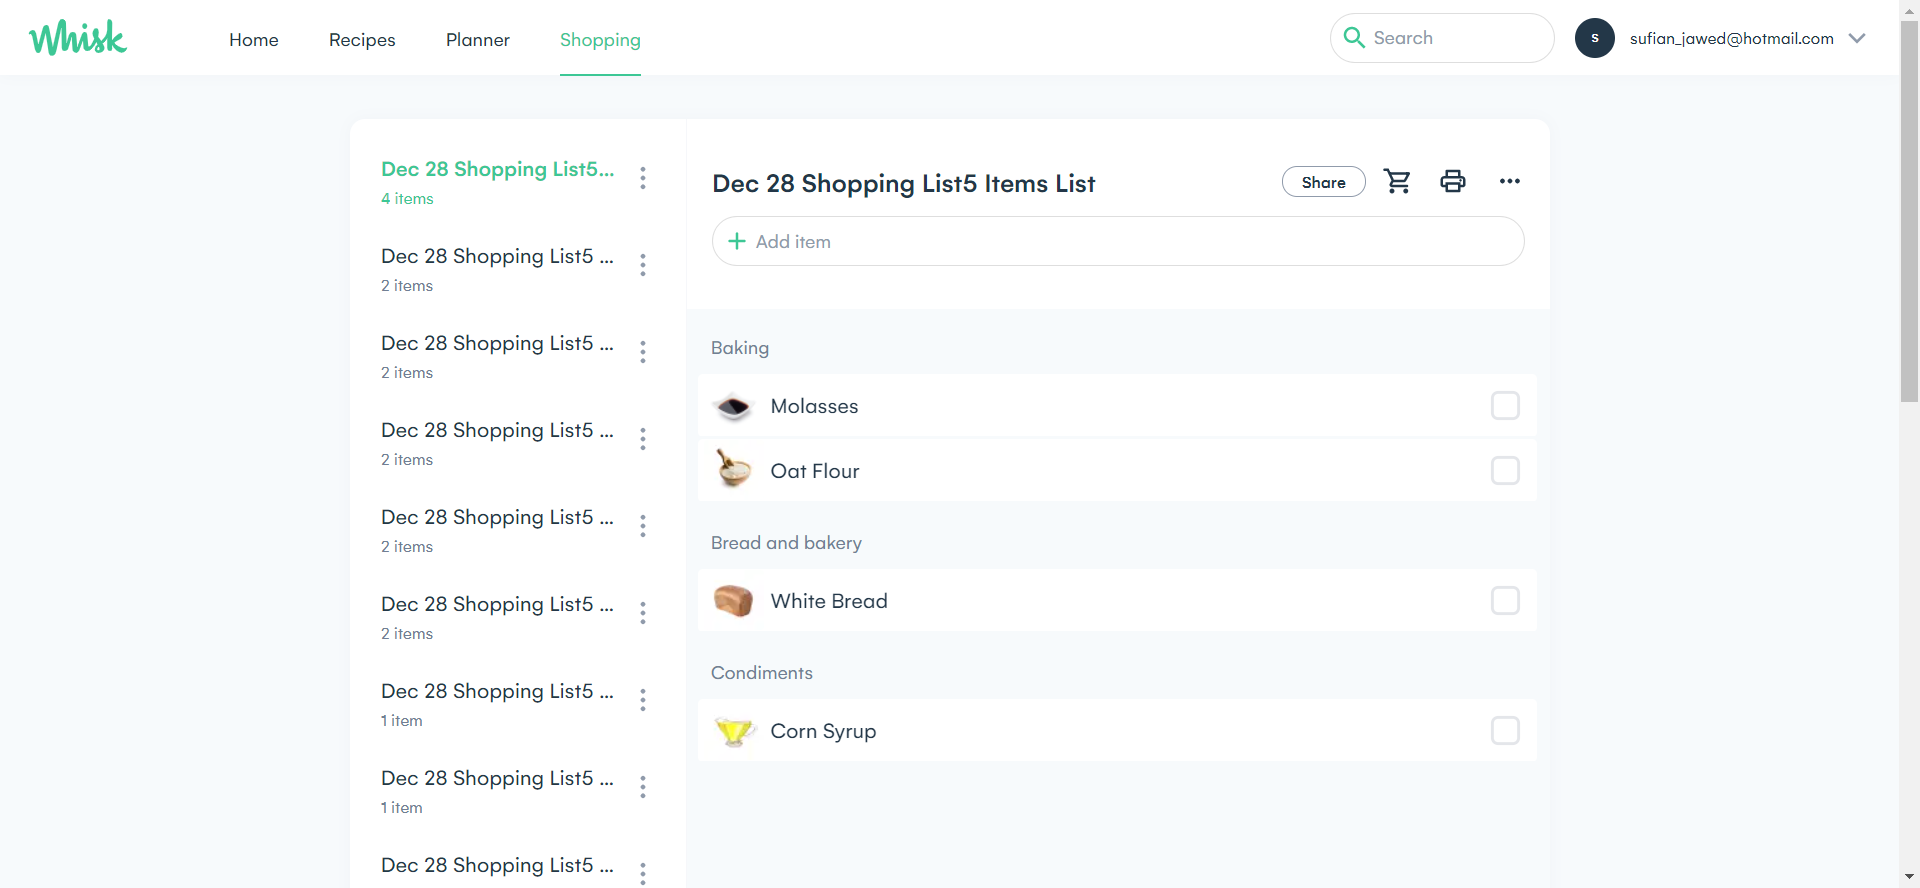 Whisk
Home
Recipes
Planner
Shopping
Search
S
sufian_jawed@hotmail.com
Dec 28 Shopping List5...
4 items
Dec 28 Shopping List5 ...
2 items
Dec 28 Shopping List5 ...
2 items
Dec 28 Shopping List5 ...
2 items
Dec 28 Shopping List5 ...
2 items
Dec 28 Shopping List5 ...
2 items
Dec 28 Shopping List5 ...
1 item
Dec 28 Shopping List5 ...
1 item
Dec 28 Shopping List5 ...
Dec 28 Shopping List5 Items List
Share
Add item
Baking
Molasses
Oat Flour
Bread and bakery
White Bread
Condiments
Corn Syrup